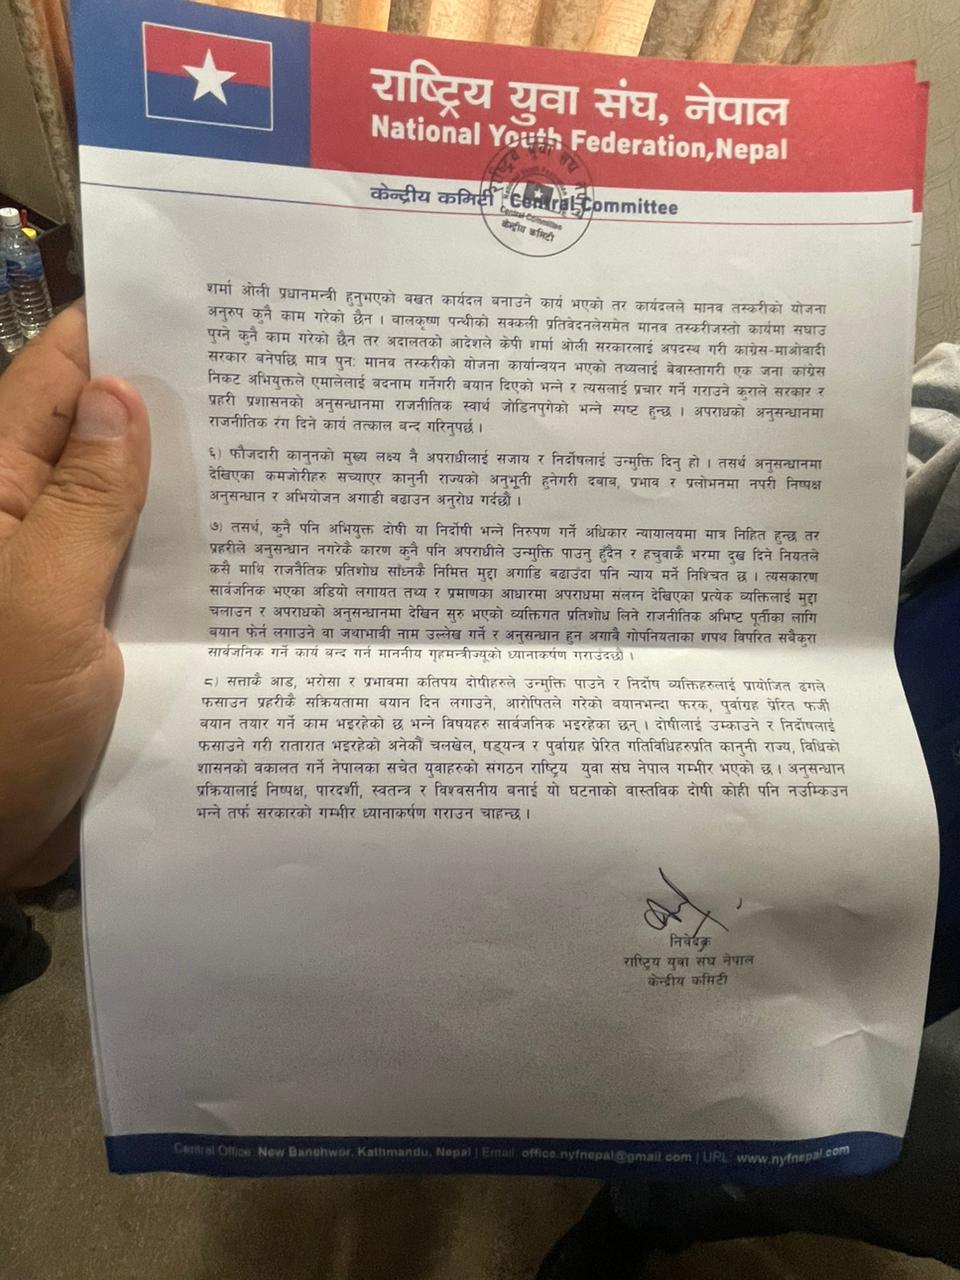 राष्ट्रिय युवा संघ, नेपाल
National Youth Federation,Nepal
केन्द्रीय कमिटी Central Committee
Central Committee
केन्द्रीय कमिटी
शर्मा ओली प्रधानमन्त्री हुनुभएको बखत कार्यदल बनाउने कार्य भएको तर कार्यदलले मानव तस्करीको योजना
अनुरुप कुनै काम गरेको छैन । बालकृष्ण पन्थीको सक्कली प्रतिवेदनलेसमेत मानव तस्करीजस्तो कार्यमा सघाउ
पुग्ने कुनै काम गरेको छैन तर अदालतको आदेशले केपी शर्मा ओली सरकारलाई अपदस्थ गरी कांग्रेस-माओवादी
सरकार बनेपछि मात्र पुनः मानव तस्करीको योजना कार्यान्वयन भएको तथ्यलाई बेवास्तागरी एक जना कांग्रेस
निकट अभियुक्तले एमालेलाई बदनाम गर्नेगरी बयान दिएको भन्ने र त्यसलाई प्रचार गर्ने गराउने कुराले सरकार र
प्रहरी प्रशासनको अनुसन्धानमा राजनीतिक स्वार्थ जोडिनपुगेको भन्ने स्पष्ट हुन्छ । अपराधको अनुसन्धानमा
राजनीतिक रंग दिने कार्य तत्काल बन्द गरिनुपर्छ ।
६) फौजदारी कानुनको मुख्य लक्ष्य नै अपराधीलाई सजाय र निर्दोषलाई उन्मुक्ति दिनु हो । तसर्थ अनुसन्धानमा
देखिएका कमजोरीहरु सच्याएर कानुनी राज्यको अनुभूती हुनेगरी दबाव, प्रभाव र प्रलोभनमा नपरी निष्पक्ष
अनुसन्धान र अभियोजन अगाडी बढाउन अनुरोध गर्दछौं ।
७) तसर्थ, कुनै पनि अभियुक्त दोषी या निर्दोषी भन्ने निरुपण गर्ने अधिकार न्यायालयमा मात्र निहित हुन्छ तर
प्रहरीले अनुसन्धान नगरेकै कारण कुनै पनि अपराधीले उन्मुक्ति पाउनु हुँदैन र हचुवाकै भरमा दुख दिने नियतले
कसै माथि राजनैतिक प्रतिशोध साँध्नकै निमित्त मुद्दा अगाडि बढाउँदा पनि न्याय मर्ने निश्चित छ । त्यसकारण
सार्वजनिक भएका अडियो लगायत तथ्य र प्रमाणका आधारमा अपराधमा संलग्न देखिएका प्रत्येक व्यक्तिलाई मुद्दा
चलाउन र अपराधको अनुसन्धानमा देखिन सुरु भएको व्यक्तिगत प्रतिशोध लिने राजनीतिक अभिष्ट पूर्तीका लागि
बयान फेर्न लगाउने वा जथाभावी नाम उल्लेख गर्ने र अनुसन्धान हुन अगावै गोपनियताका शपथ विपरित सबैकुरा
सार्वजनिक गर्ने कार्य बन्द गर्न माननीय गृहमन्त्रीज्यूको ध्यानाकर्षण गराउँदछौं ।
८) सत्ताकै आड, भरोसा र प्रभावमा कतिपय दोषीहरुले उन्मुक्ति पाउने र निर्दोष व्यक्तिहरुलाई प्रायोजित ढंगले
फसाउन प्रहरीकै सक्रियतामा बयान दिन लगाउने, आरोपितले गरेको बयानभन्दा फरक, पुर्वाग्रह प्रेरित फर्जी
बयान तयार गर्ने काम भइरहेको छ भन्ने विषयहरु सार्वजनिक भइरहेका छन् । दोषीलाई उम्काउने र निर्दोषलाई
फसाउने गरी रातारात भइरहेको अनेकौं चलखेल, षड्यन्त्र र पुर्वाग्रह प्रेरित गतिविधिहरुप्रति कानुनी राज्य, विधिको
शासनको वकालत गर्ने नेपालका सचेत युवाहरुको संगठन राष्ट्रिय युवा संघ नेपाल गम्भीर भएको छ । अनुसन्धान
प्रक्रियालाई निष्पक्ष, पारदर्शी, स्वतन्त्र र विश्वसनीय बनाई यो घटनाको वास्तविक दोषी कोही पनि नउम्किउन
भन्ने तर्फ सरकारको गम्भीर ध्यानाकर्षण गराउन चाहन्छ ।
निवेदक
राष्ट्रिय युवा संघ नेपाल
केन्द्रीय कमिटी
Central Office: New Baneshwor, Kathmandu, Nepal | Email: office.nyfnepal@gmail.com | URL: www.nyfnepal.com